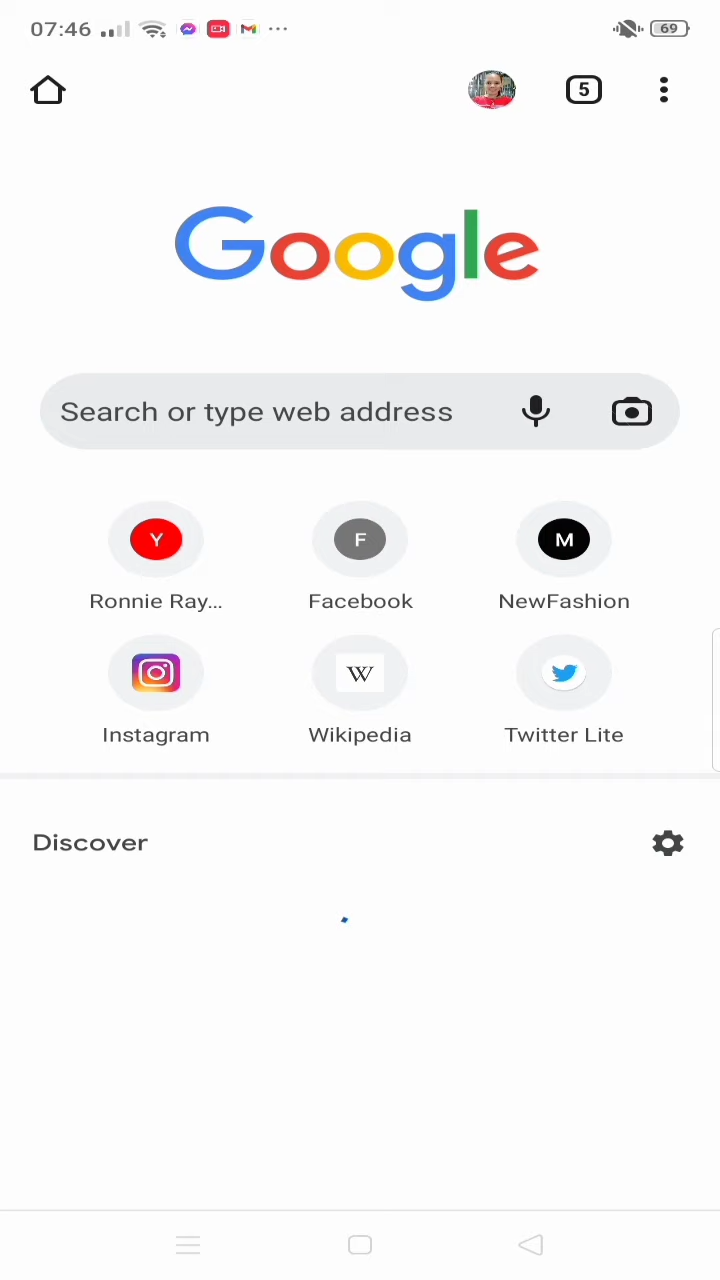 07:46 69
5
Google
Search or type web address
Y F M
Ronnie Ray... Facebook NewFashion
W
Instagram Wikipedia Twitter Lite
Discover